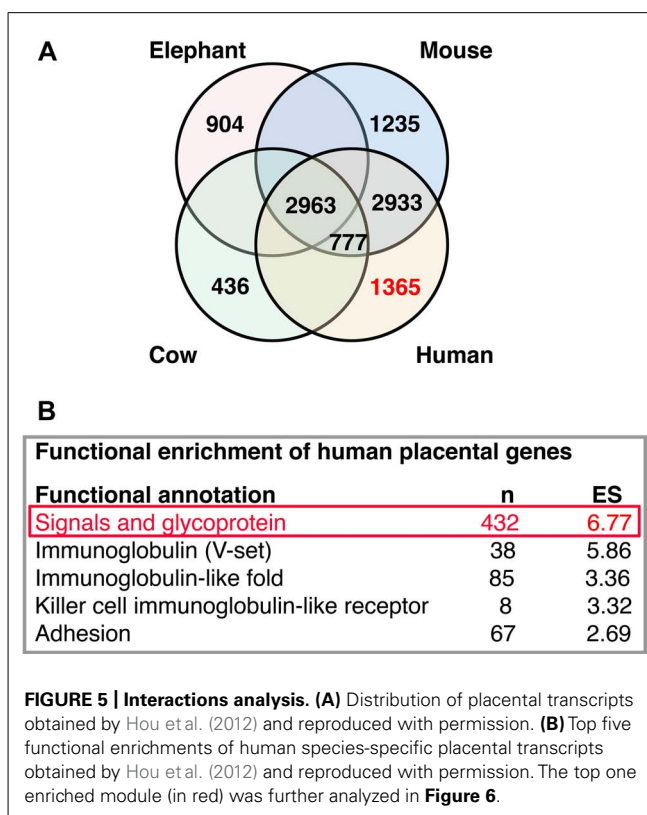 A
Elephant Mouse
904 1235
2963 2933
777
436 1365
Cow Human
B
Functional enrichment of human placental genes
Functional annotation n ES
Signals and glycoprotein 432 6.77
Immunoglobulin (V-set) 38 5.86
Immunoglobulin-like fold 85 3.36
Killer cell immunoglobulin-like receptor 8 3.32
Adhesion 67 2.69
FIGURE 5 | Interactions analysis. (A) Distribution of placental transcripts
obtained by Hou et al. (2012) and reproduced with permission. (B) Top five
functional enrichments of human species-specific placental transcripts
obtained by Hou et al. (2012) and reproduced with permission. The top one
enriched module (in red) was further analyzed in Figure 6.